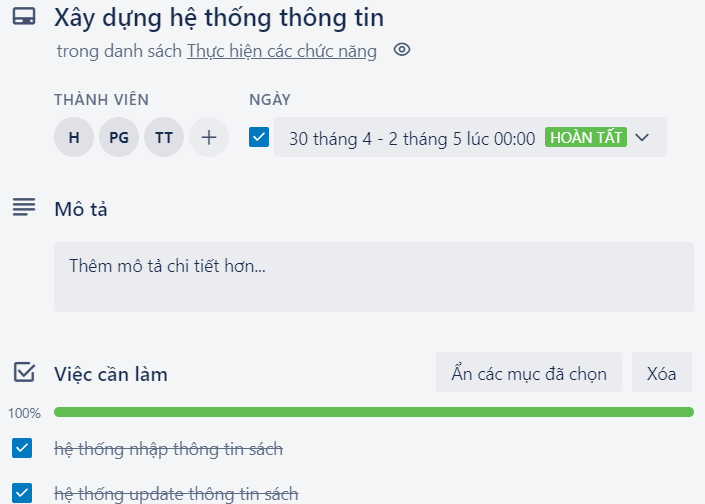 Xây dựng hệ thống thông tin
trong danh sách Thực hiện các chức năng
THÀNH VIÊN
NGÀY
H PG TT +
30 tháng 4 - 2 tháng 5 lúc 00:00 HOÀN TẤT
Mô tả
Thêm mô tả chi tiết hơn...
Việc cần làm
Ẩn các mục đã chọn
Xóa
100%
hệ thống nhập thông tin sách
hệ thống update thông tin sách